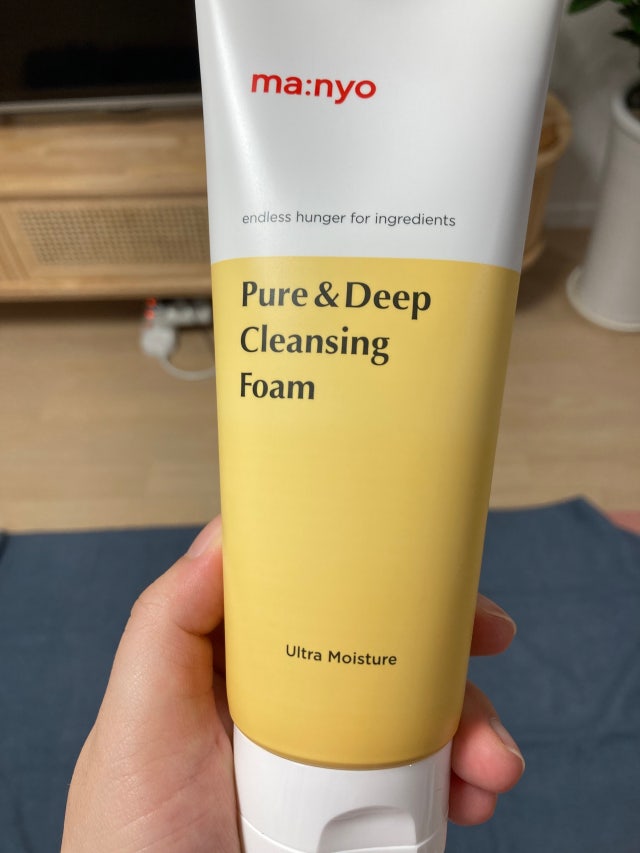 ma:nyo
endless hunger for ingredients
Pure & Deep
Cleansing
Foam
Ultra Moisture